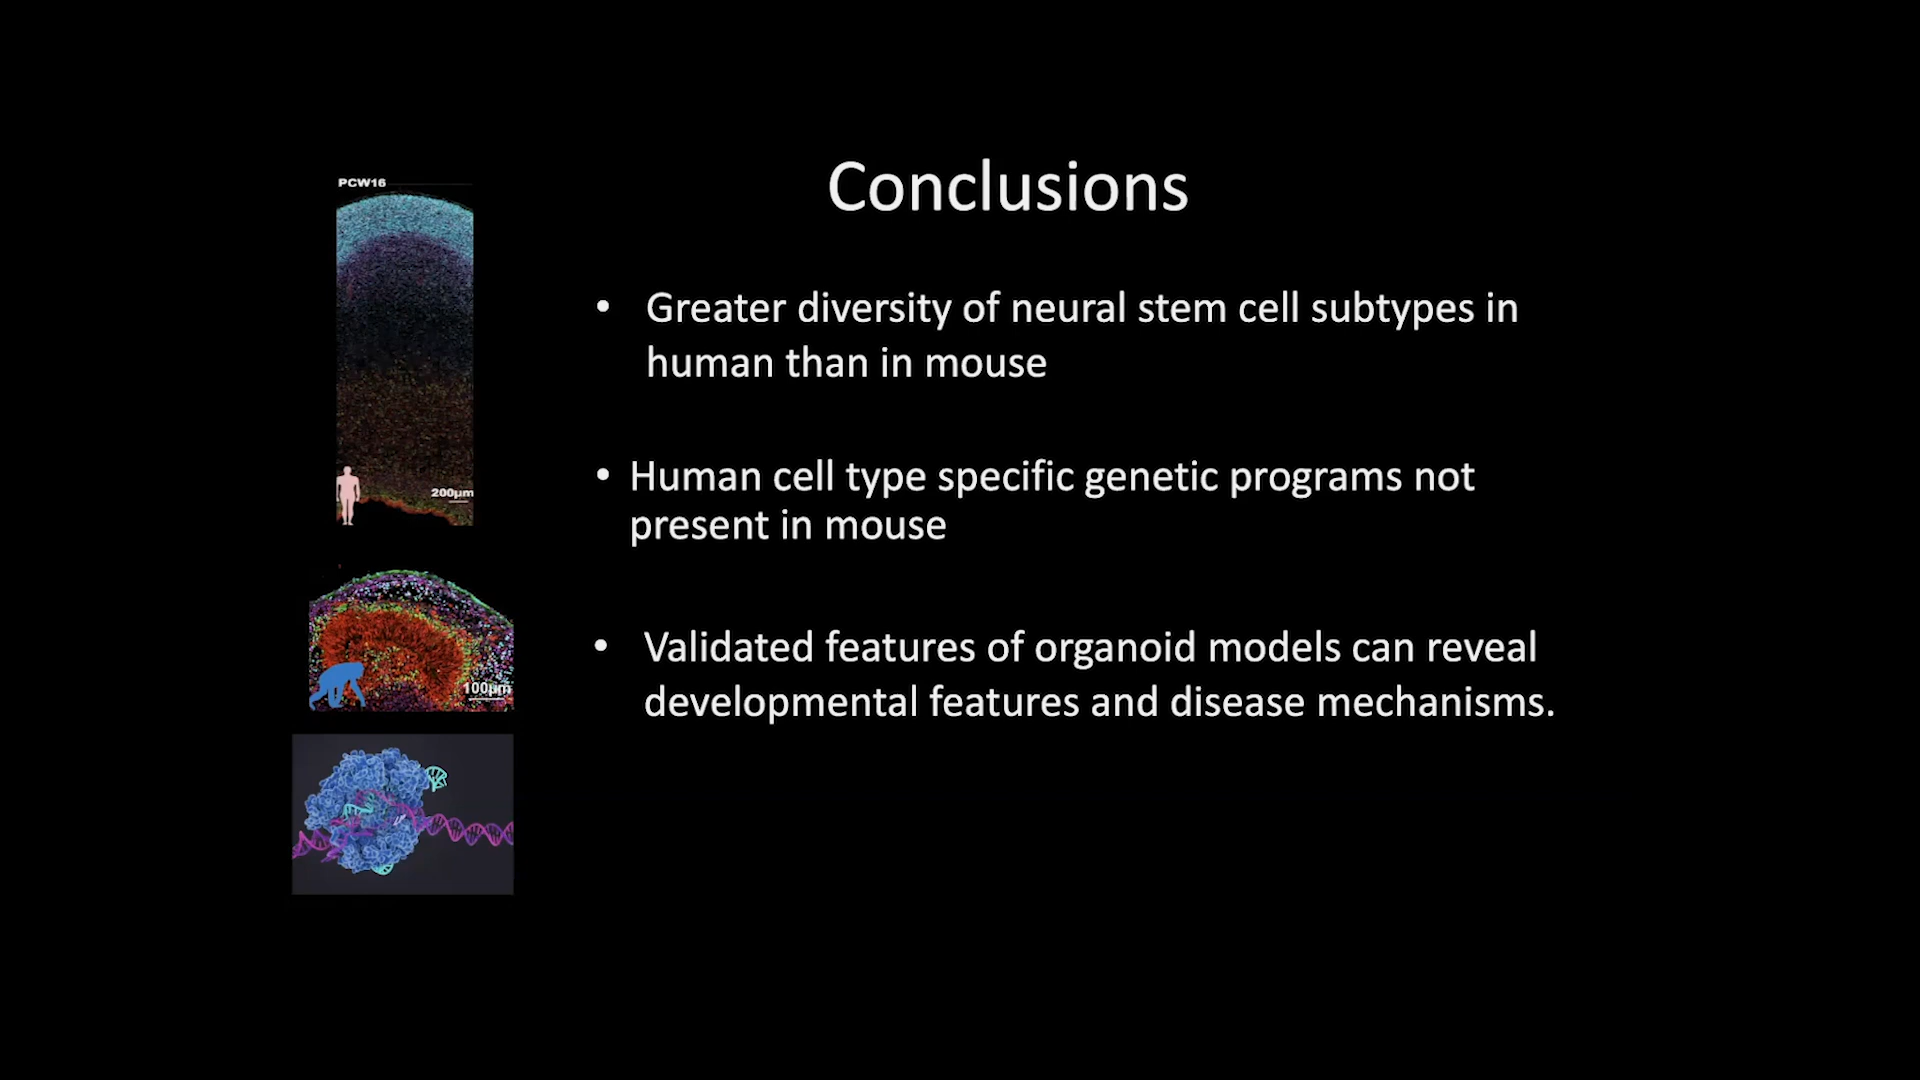 Conclusions
PCW16
• Greater diversity of neural stem cell subtypes in
human than in mouse
• Human cell type specific genetic programs not
present in mouse
200µm
• Validated features of organoid models can reveal
developmental features and disease mechanisms.
100µm